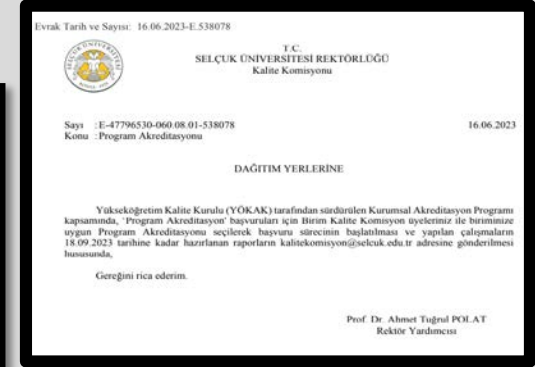 Evrak Tarih ve Sayısı: 16.06.2023-E.538078
T.C.
SELÇUK ÜNİVERSİTESİ REKTÖRLÜĞÜ
Kalite Komisyonu
Sayı :E-47796530-060.08.01-538078 16.06.2023
Konu :Program Akreditasyonu
DAĞITIM YERLERİNE
Yükseköğretim Kalite Kurulu (YÖKAK) tarafından sürdürülen Kurumsal Akreditasyon Programı
kapsamında, 'Program Akreditasyon' başvuruları için Birim Kalite Komisyon üyeleriniz ile biriminize
uygun Program Akreditasyonu seçilerek başvuru sürecinin başlatılması ve yapılan çalışmaların
18.09.2023 tarihine kadar hazırlanan raporların kalitekomisyon@selcuk.edu.tr adresine gönderilmesi
hususunda,
Gereğini rica ederim.
Prof. Dr. Ahmet Tuğrul POLAT
Rektör Yardımcısı